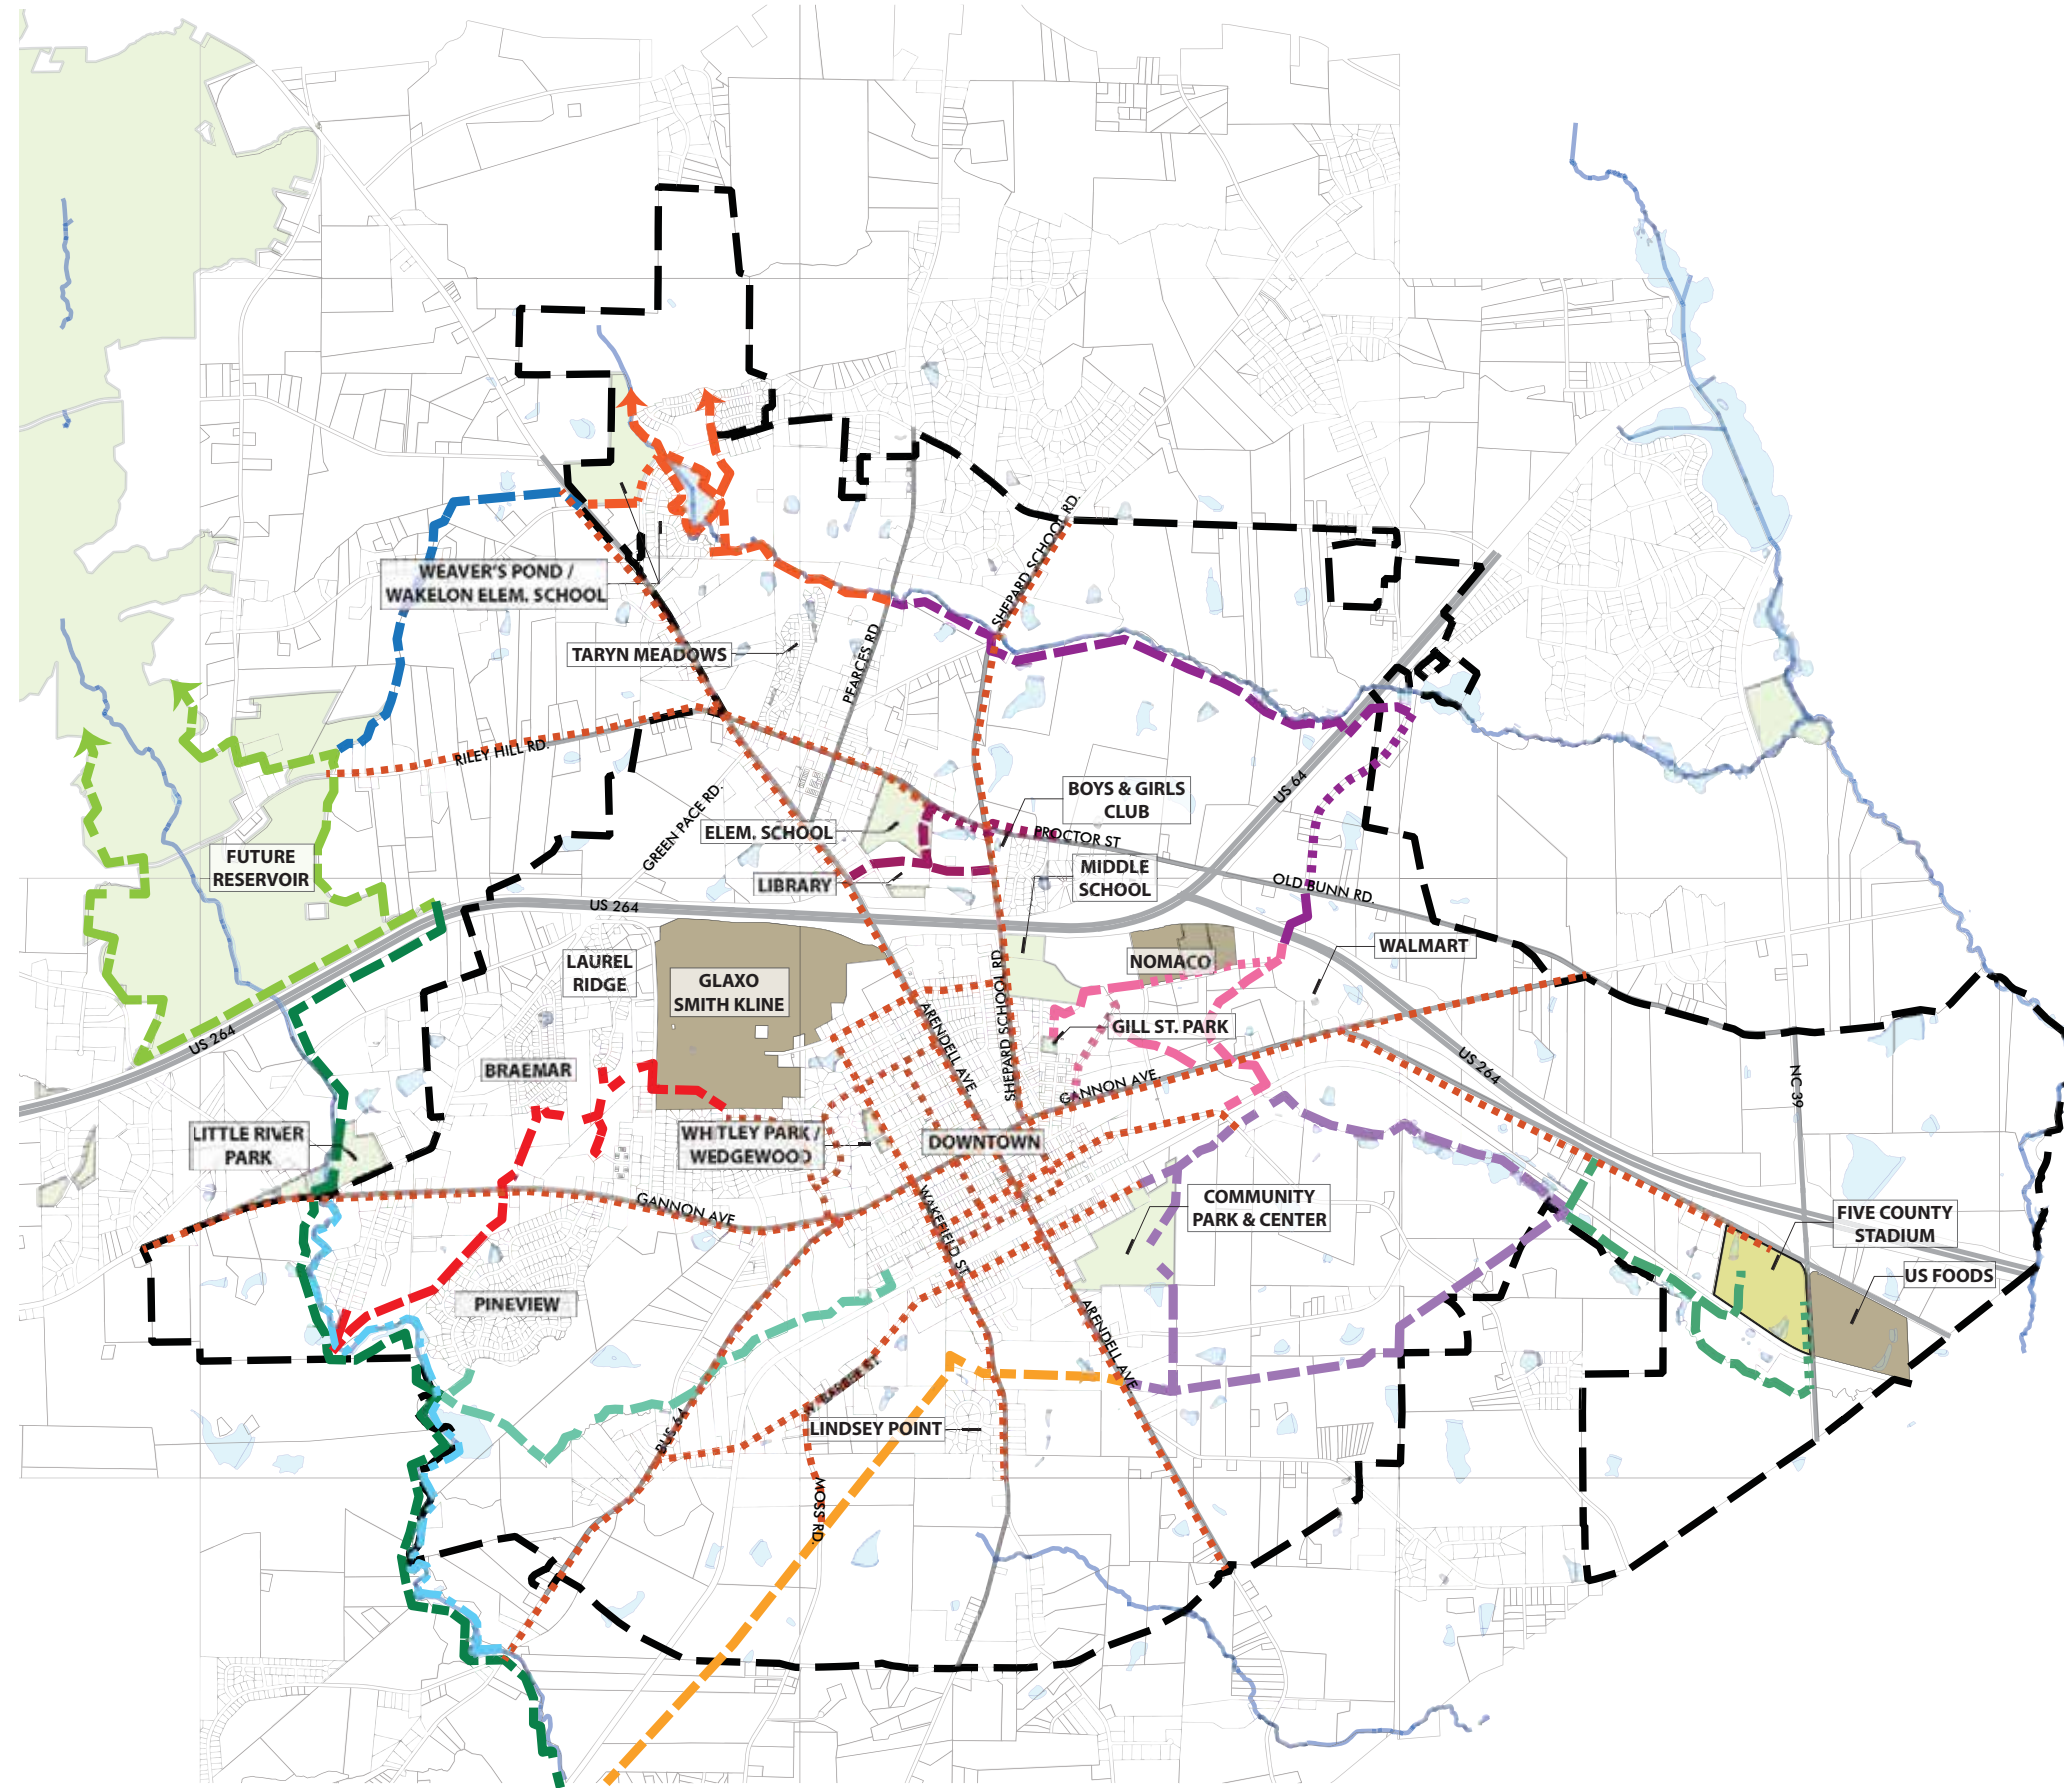 SHEPARD SCHOOL RD.
WEAVER'S POND /
WAKELON ELEM. SCHOOL
TARYN MEADOWS
PEARCES RD
RILEY HILL RD.
GREEN PACE RD.
BOYS & GIRLS
CLUB
US 64
ELEM. SCHOOL
PROCTOR ST
FUTURE
RESERVOIR
LIBRARY
MIDDLE
SCHOOL
OLD BUNN RD.
US 264
WALMART
LAUREL
RIDGE
GLAXO
SMITH KLINE
NOMACO
SHEPARD SCHOOL RD
ARENDELL AVE.
GILL ST. PARK
US 264
BRAEMAR
GANNON AVE.
US 264
NC 39
LITTLE RIVER
PARK
WHITLEY PARK /
WEDGEWOOD
DOWNTOWN
GANNON AVE
WAKEFIELD ST.
COMMUNITY
PARK & CENTER
FIVE COUNTY
STADIUM
US FOODS
PINEVIEW
ARENDELL AVE
W. BARBEE ST
BUS 64
LINDSEY POINT
MOSS RD.